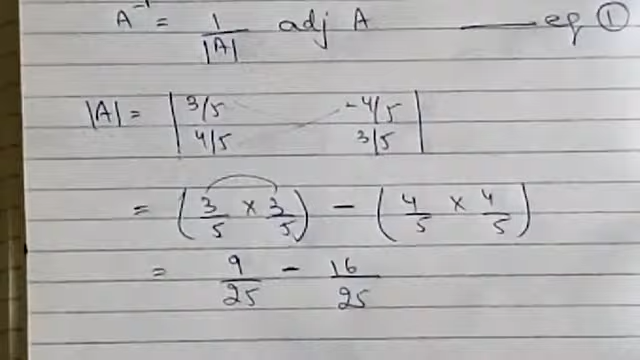 A⁻¹ = 1/|A| adj A —— eq ①
|A| = | 3/5 -4/5 |
| 4/5 3/5 |
= (3/5 × 3/5) - (4/5 × 4/5)
= 9/25 - 16/25